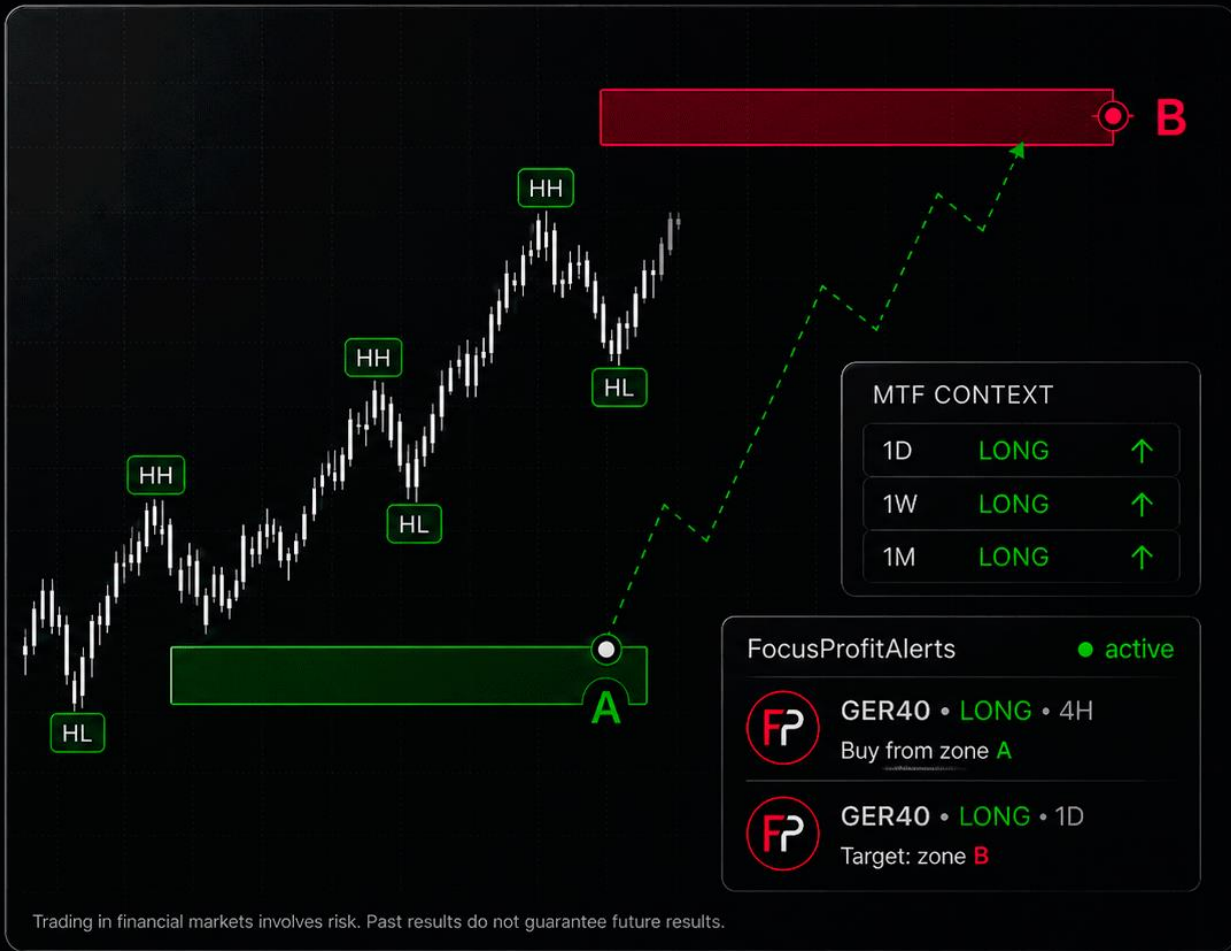 B
HH
HH
HL
MTF CONTEXT
1D LONG ↑
1W LONG ↑
HH
HL
1M LONG ↑
FocusProfitAlerts • active
A
HL
FP GER40 • LONG • 4H
Buy from zone A
FP GER40 • LONG • 1D
Target: zone B
Trading in financial markets involves risk. Past results do not guarantee future results.